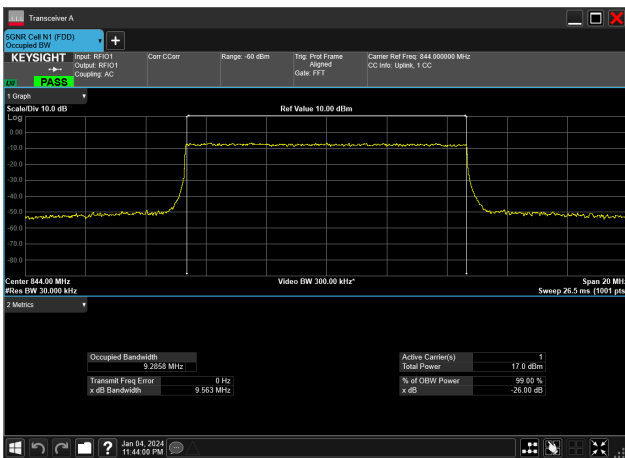 Transceiver A
5GNR Cell N1 (FDD)
Occupied BW
KEYSIGHT
Input: RFIO1
Output: RFIO1
Coupling: AC
Corr CCorr
Range: -60 dBm
Trig: Prot Frame
Aligned
Gate: FFT
Carrier Ref Freq: 844.000000 MHz
CC Info: Uplink, 1 CC
PASS
1 Graph
Scale/Div 10.0 dB
Ref Value 10.00 dBm
Log
0.00
-10.0
-20.0
-30.0
-40.0
-50.0
-60.0
-70.0
-80.0
Center 844.00 MHz
Video BW 300.00 kHz*
Span 20 MHz
#Res BW 30.000 kHz
Sweep 26.5 ms (1001 pts
2 Metrics
Occupied Bandwidth
9.2858 MHz
Transmit Freq Error 0 Hz
x dB Bandwidth 9.563 MHz
Active Carrier(s) 1
Total Power 17.0 dBm
% of OBW Power 99.00 %
x dB -26.00 dB
Jan 04, 2024
11:44:00 PM